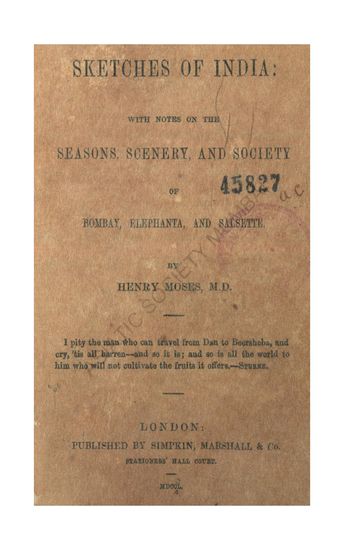 SKETCHES OF INDIA:
WITH NOTES ON THE
SEASONS, SCENERY, AND SOCIETY
OF
45827
BOMBAY, ELEPHANTA, AND SALSETTE.
BY
HENRY MOSES, M.D.
I pity the man who can travel from Dan to Beersheba, and
cry, 'tis all barren—and so it is; and so is all the world to
him who will not cultivate the fruits it offers.—STERNE.
LONDON:
PUBLISHED BY SIMPKIN, MARSHALL & Co.
STATIONERS' HALL COURT.
MDCCL.